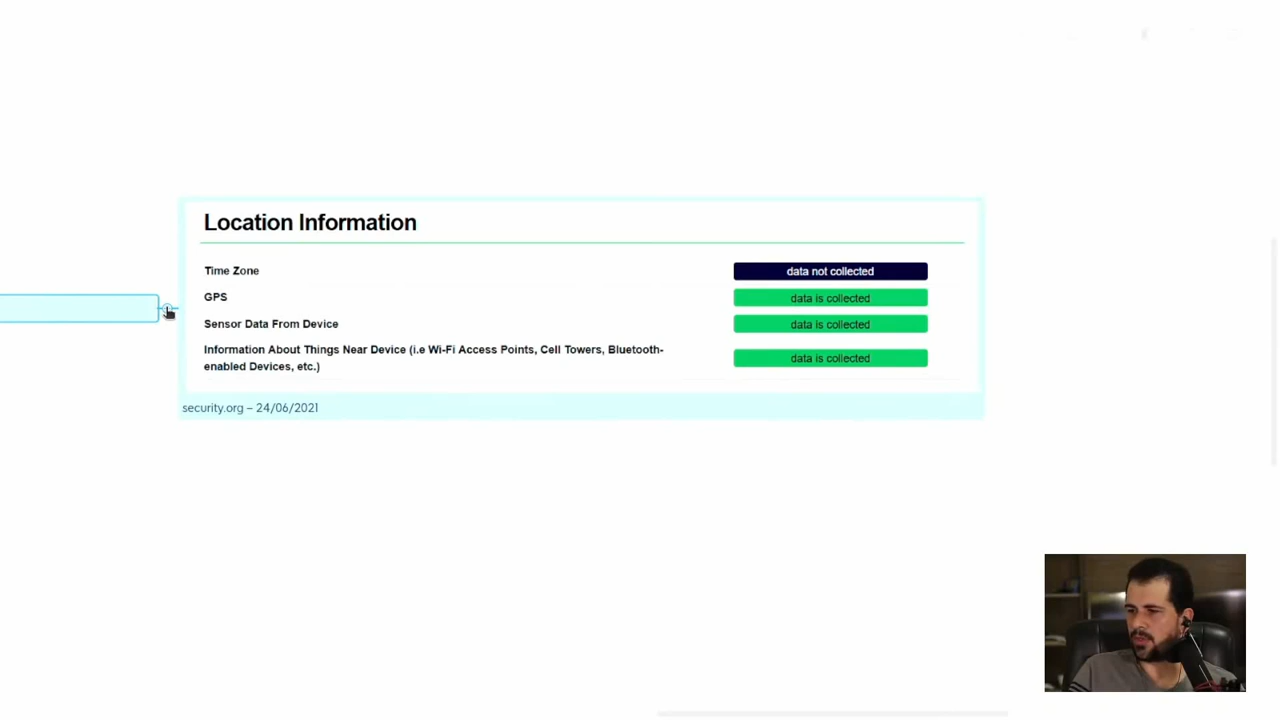 Location Information
Time Zone
data not collected
GPS
data is collected
Sensor Data From Device
data is collected
Information About Things Near Device (i.e Wi-Fi Access Points, Cell Towers, Bluetooth-
enabled Devices, etc.)
data is collected
security.org – 24/06/2021